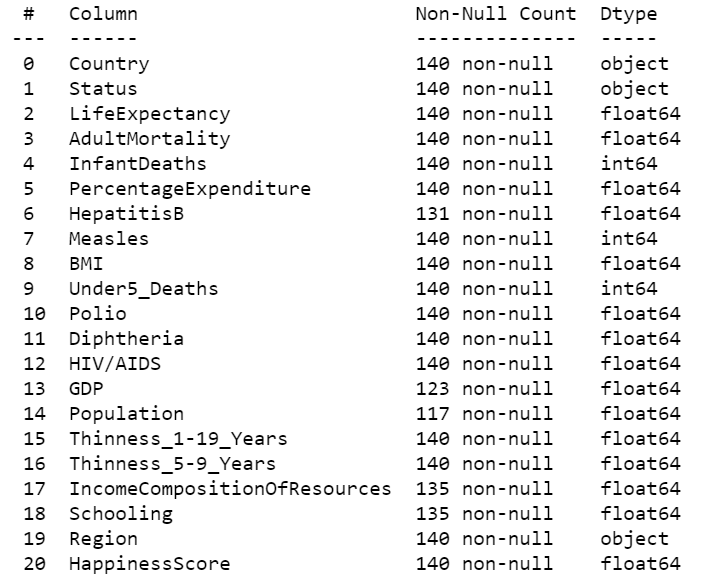 #   Column                       Non-Null Count  Dtype
---  ------                       --------------  -----
0   Country                      140 non-null    object
1   Status                       140 non-null    object
2   LifeExpectancy               140 non-null    float64
3   AdultMortality               140 non-null    float64
4   InfantDeaths                 140 non-null    int64
5   PercentageExpenditure        140 non-null    float64
6   HepatitisB                   131 non-null    float64
7   Measles                      140 non-null    int64
8   BMI                          140 non-null    float64
9   Under5_Deaths                140 non-null    int64
10  Polio                        140 non-null    float64
11  Diphtheria                   140 non-null    float64
12  HIV/AIDS                     140 non-null    float64
13  GDP                          123 non-null    float64
14  Population                   117 non-null    float64
15  Thinness_1-19_Years          140 non-null    float64
16  Thinness_5-9_Years           140 non-null    float64
17  IncomeCompositionOfResources 135 non-null    float64
18  Schooling                    135 non-null    float64
19  Region                       140 non-null    object
20  HappinessScore               140 non-null    float64